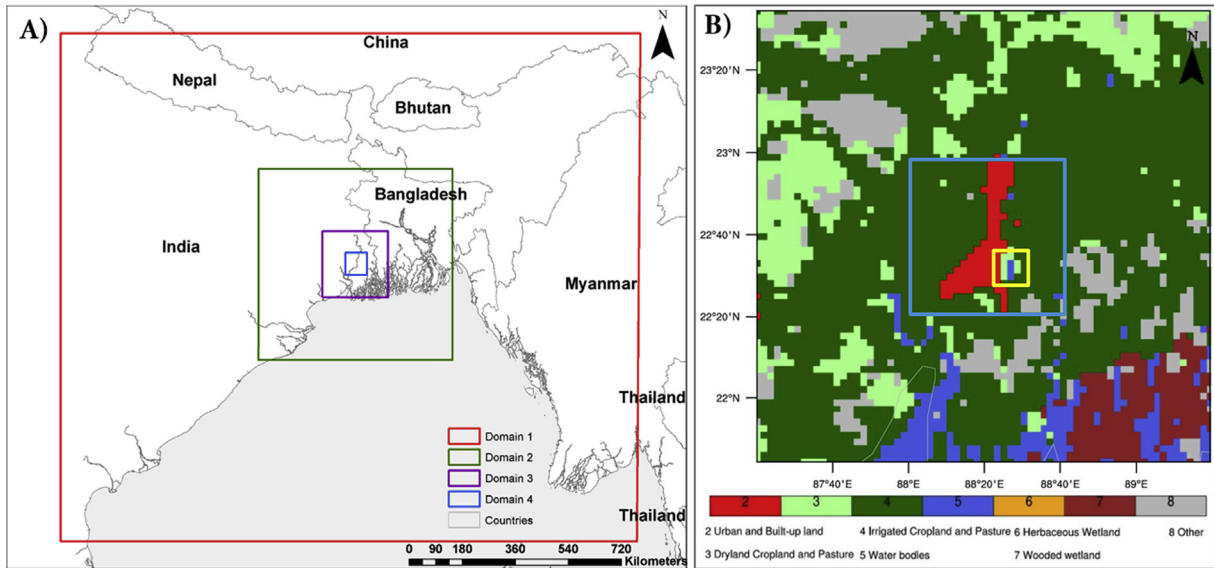 A)
N
China
Nepal
Bhutan
Bangladesh
India
Myanmar
Thailand
Domain 1
Domain 2
Domain 3
Domain 4
Countries
Thailand
0 90 180 360 540 720
Kilometers
B)
N
23°20'N
23°N
22°40'N
22°20'N
22°N
87°40'E 88°E 88°20'E 88°40'E 89°E
2 3 4 5 6 7 8
2 Urban and Built-up land 4 Irrigated Cropland and Pasture 6 Herbaceous Wetland 8 Other
3 Dryland Cropland and Pasture 5 Water bodies 7 Wooded wetland